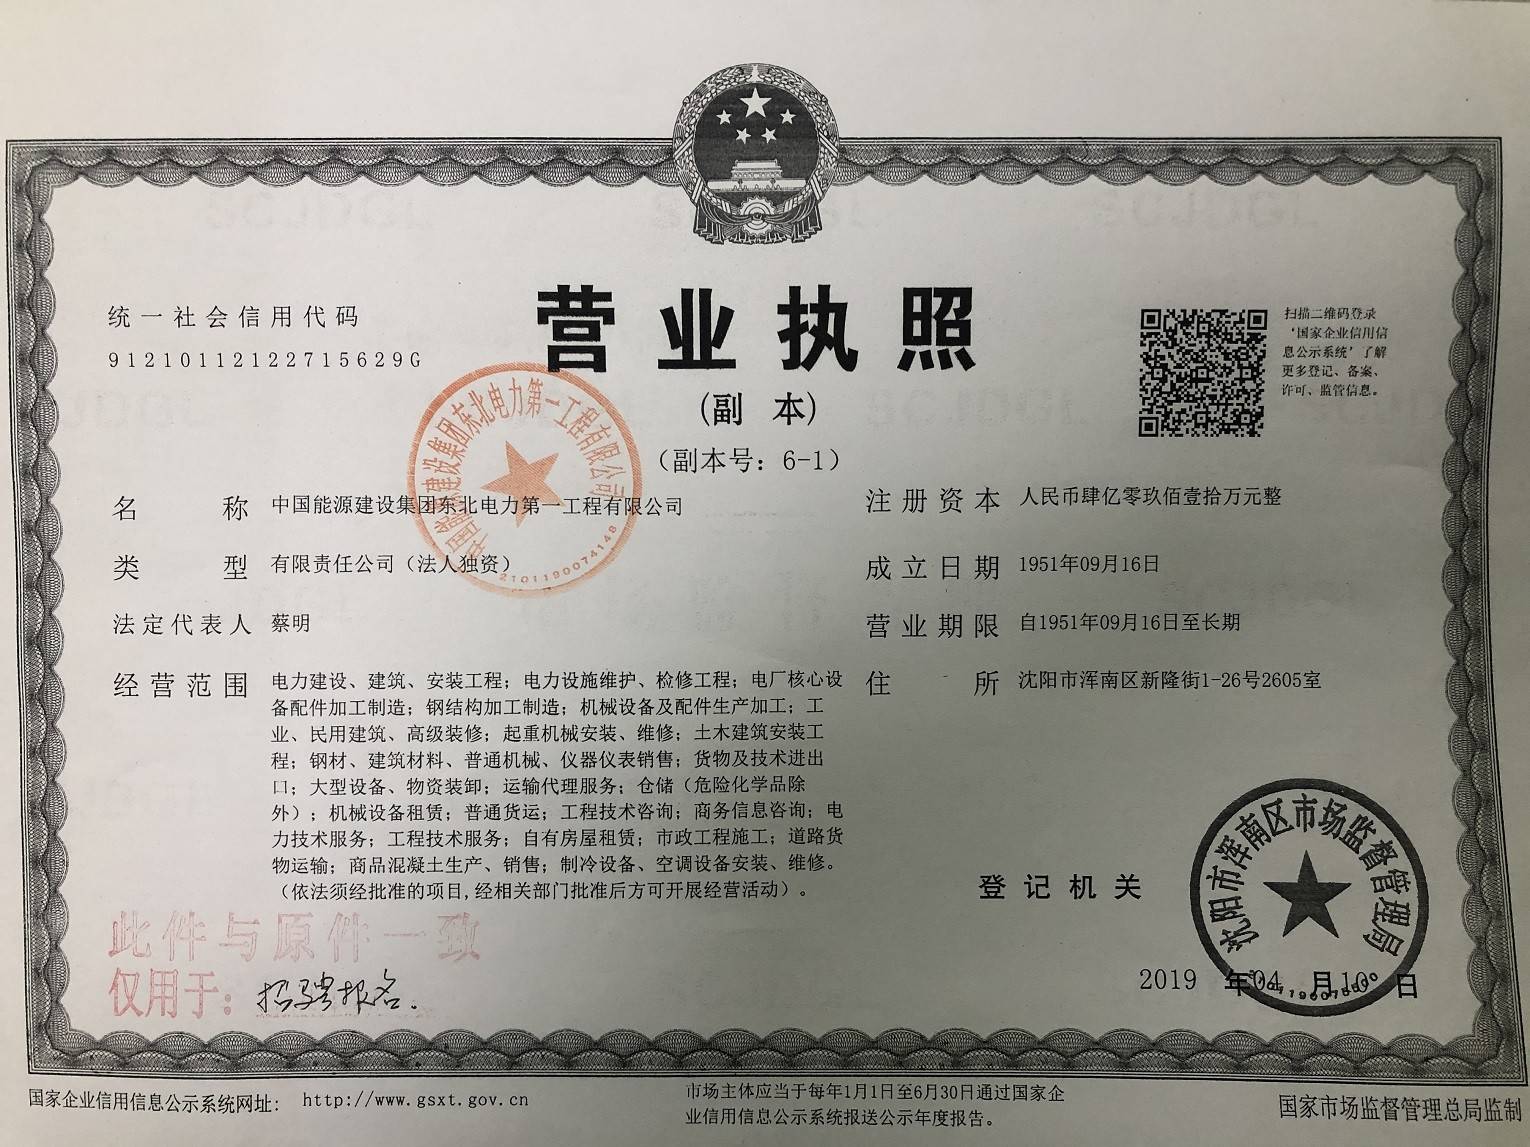 营业执照
(副 本)
（副本号：6-1）
统一社会信用代码
91210112122715629G
扫描二维码登录
‘国家企业信用信
息公示系统’了解
更多登记、备案、
许可、监管信息。
名 称 中国能源建设集团东北电力第一工程有限公司
类 型 有限责任公司（法人独资）
法定代表人 蔡明
经营范围 电力建设、建筑、安装工程；电力设施维护、检修工程；电厂核心设
备配件加工制造；钢结构加工制造；机械设备及配件生产加工；工
业、民用建筑、高级装修；起重机械安装、维修；土木建筑安装工
程；钢材、建筑材料、普通机械、仪器仪表销售；货物及技术进出
口；大型设备、物资装卸；运输代理服务；仓储（危险化学品除
外）；机械设备租赁；普通货运；工程技术咨询；商务信息咨询；电
力技术服务；工程技术服务；自有房屋租赁；市政工程施工；道路货
物运输；商品混凝土生产、销售；制冷设备、空调设备安装、维修。
（依法须经批准的项目,经相关部门批准后方可开展经营活动）。
注册资本 人民币肆亿零玖佰壹拾万元整
成立日期 1951年09月16日
营业期限 自1951年09月16日至长期
住 所 沈阳市浑南区新隆街1-26号2605室
中国能源建设集团东北电力第一工程有限公司
2101190074148
登记机关
沈阳市浑南区市场监督管理局
2019 年04 月10 日
此件与原件一致
仅用于：招聘报名.
国家企业信用信息公示系统网址： http://www.gsxt.gov.cn
市场主体应当于每年1月1日至6月30日通过国家企
业信用信息公示系统报送公示年度报告。
国家市场监督管理总局监制